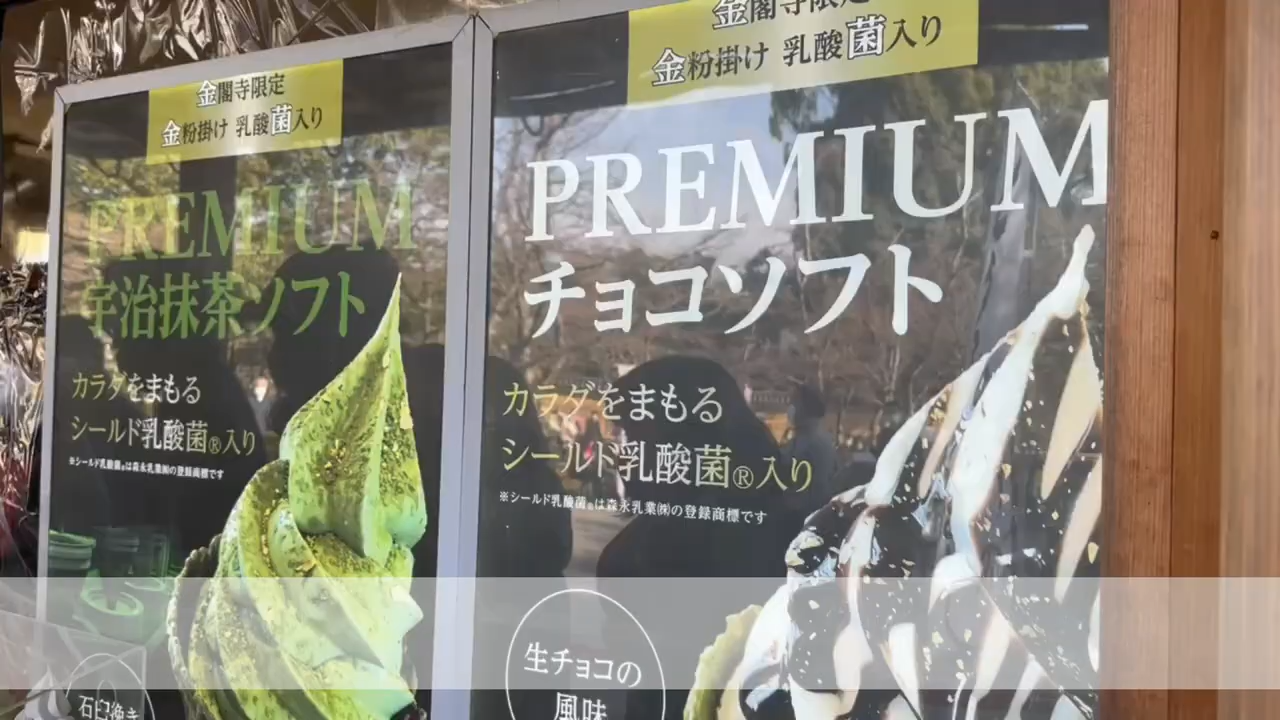 金閣寺限定
金粉掛け 乳酸菌入り
PREMIUM
宇治抹茶ソフト
カラダをまもる
シールド乳酸菌®入り
※シールド乳酸菌®は森永乳業㈱の登録商標です
石臼挽き
金閣寺限定
金粉掛け 乳酸菌入り
PREMIUM
チョコソフト
カラダをまもる
シールド乳酸菌®入り
※シールド乳酸菌®は森永乳業㈱の登録商標です
生チョコの
風味